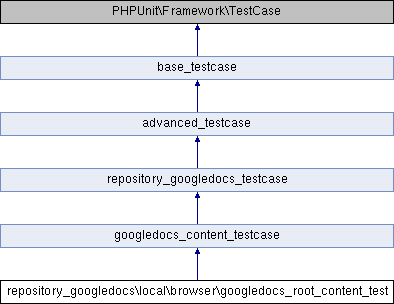 PHPUnit\Framework\TestCase
base_testcase
advanced_testcase
repository_googledocs_testcase
googledocs_content_testcase
repository_googledocs\local\browser\googledocs_root_content_test